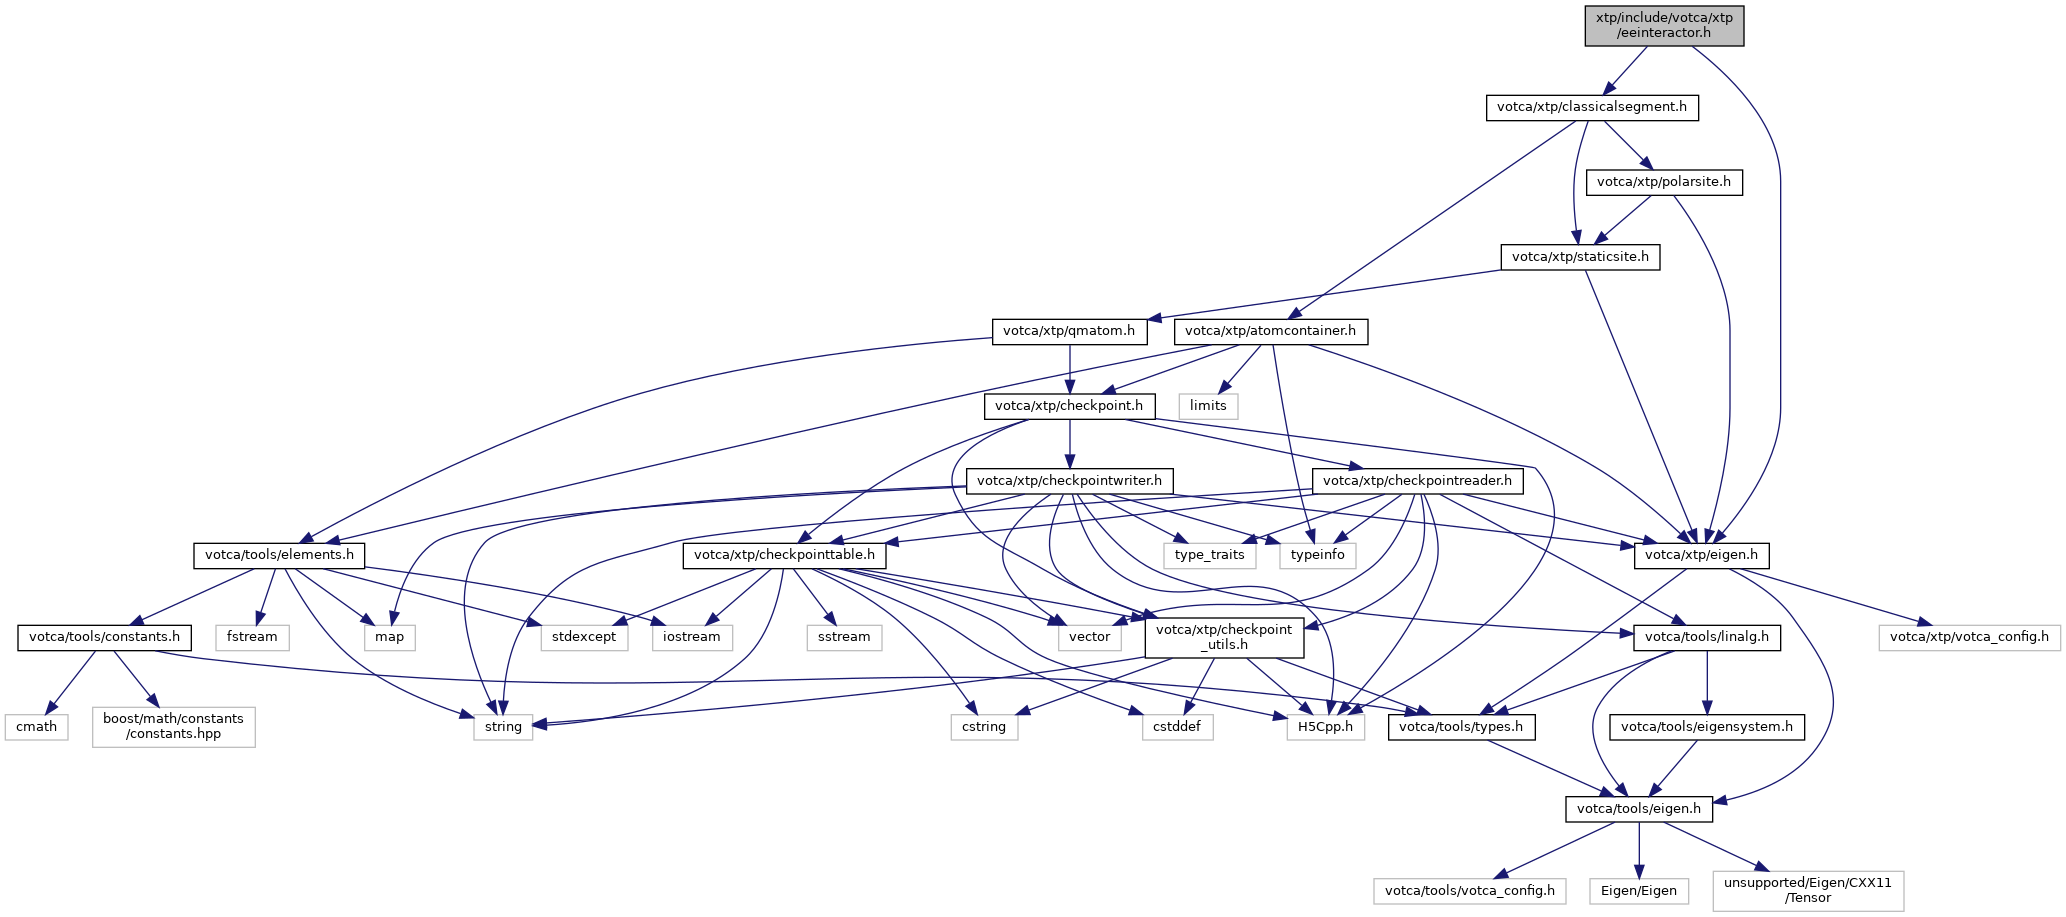 xtp/include/votca/xtp
/eeinteractor.h
votca/xtp/classicalsegment.h
votca/xtp/polarsite.h
votca/xtp/staticsite.h
votca/xtp/qmatom.h
votca/xtp/atomcontainer.h
votca/xtp/checkpoint.h
limits
votca/xtp/checkpointwriter.h
votca/xtp/checkpointreader.h
votca/tools/elements.h
votca/xtp/checkpointtable.h
type_traits
typeinfo
votca/xtp/eigen.h
votca/tools/constants.h
fstream
map
stdexcept
iostream
sstream
vector
votca/xtp/checkpoint
_utils.h
votca/tools/linalg.h
votca/xtp/votca_config.h
cmath
boost/math/constants
/constants.hpp
string
cstring
cstddef
H5Cpp.h
votca/tools/types.h
votca/tools/eigensystem.h
votca/tools/eigen.h
votca/tools/votca_config.h
Eigen/Eigen
unsupported/Eigen/CXX11
/Tensor